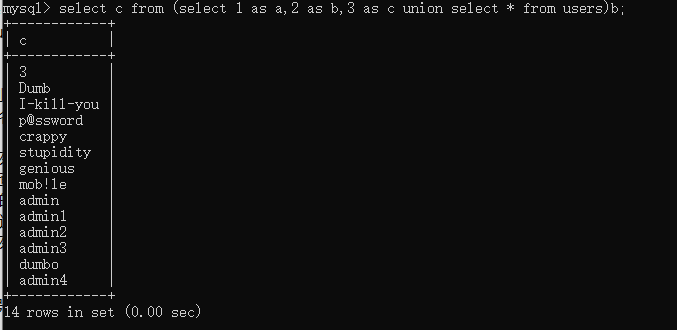 mysql> select c from (select 1 as a,2 as b,3 as c union select * from users)b;
+------------+
| c          |
+------------+
| 3          |
| Dumb       |
| I-kill-you |
| p@ssword   |
| crappy     |
| stupidity  |
| genious    |
| mob!le     |
| admin      |
| admin1     |
| admin2     |
| admin3     |
| dumbo      |
| admin4     |
+------------+
14 rows in set (0.00 sec)